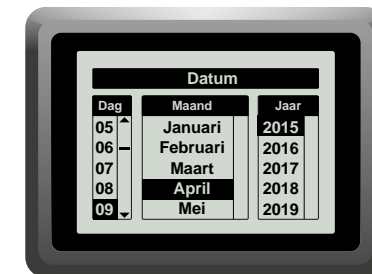 Datum
Dag Maand Jaar
05 Januari 2015
06 Februari 2016
07 Maart 2017
08 April 2018
09 Mei 2019